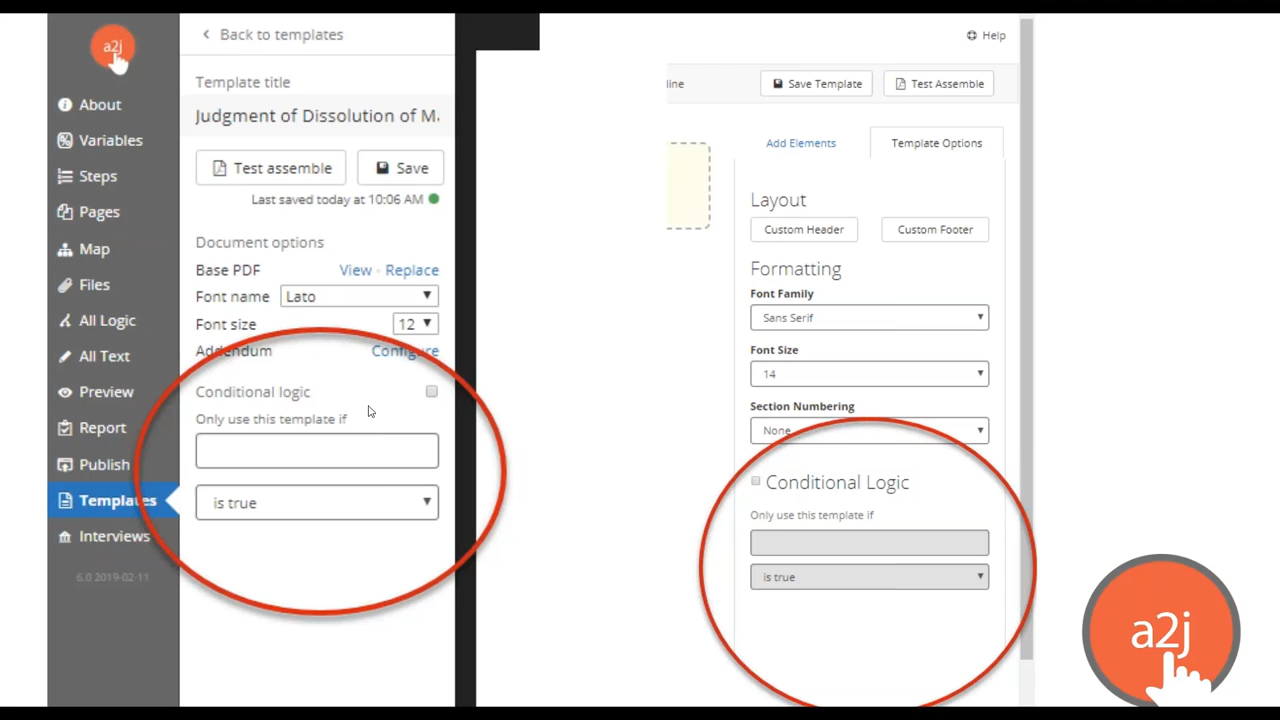 a2j
About
Variables
Steps
Pages
Map
Files
All Logic
All Text
Preview
Report
Publish
Templates
Interviews
6.0 2019-02-11
Back to templates
Template title
Judgment of Dissolution of Ma
Test assemble
Save
Last saved today at 10:06 AM
Document options
Base PDF View · Replace
Font name Lato
Font size 12
Addendum Configure
Conditional logic
Only use this template if
is true
Help
line
Save Template
Test Assemble
Add Elements
Template Options
Layout
Custom Header
Custom Footer
Formatting
Font Family
Sans Serif
Font Size
14
Section Numbering
None
Conditional Logic
Only use this template if
is true
a2j